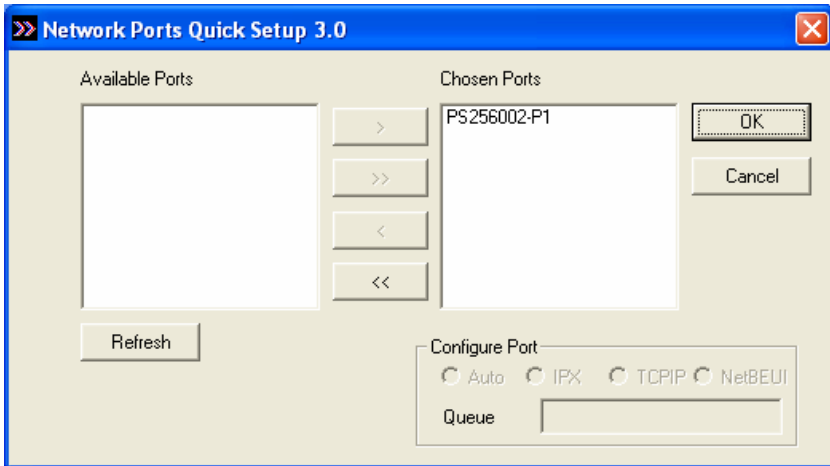 Network Ports Quick Setup 3.0
Available Ports
Chosen Ports
PS256002-P1
>
>>
<
<<
OK
Cancel
Refresh
Configure Port
Auto IPX TCPIP NetBEUI
Queue